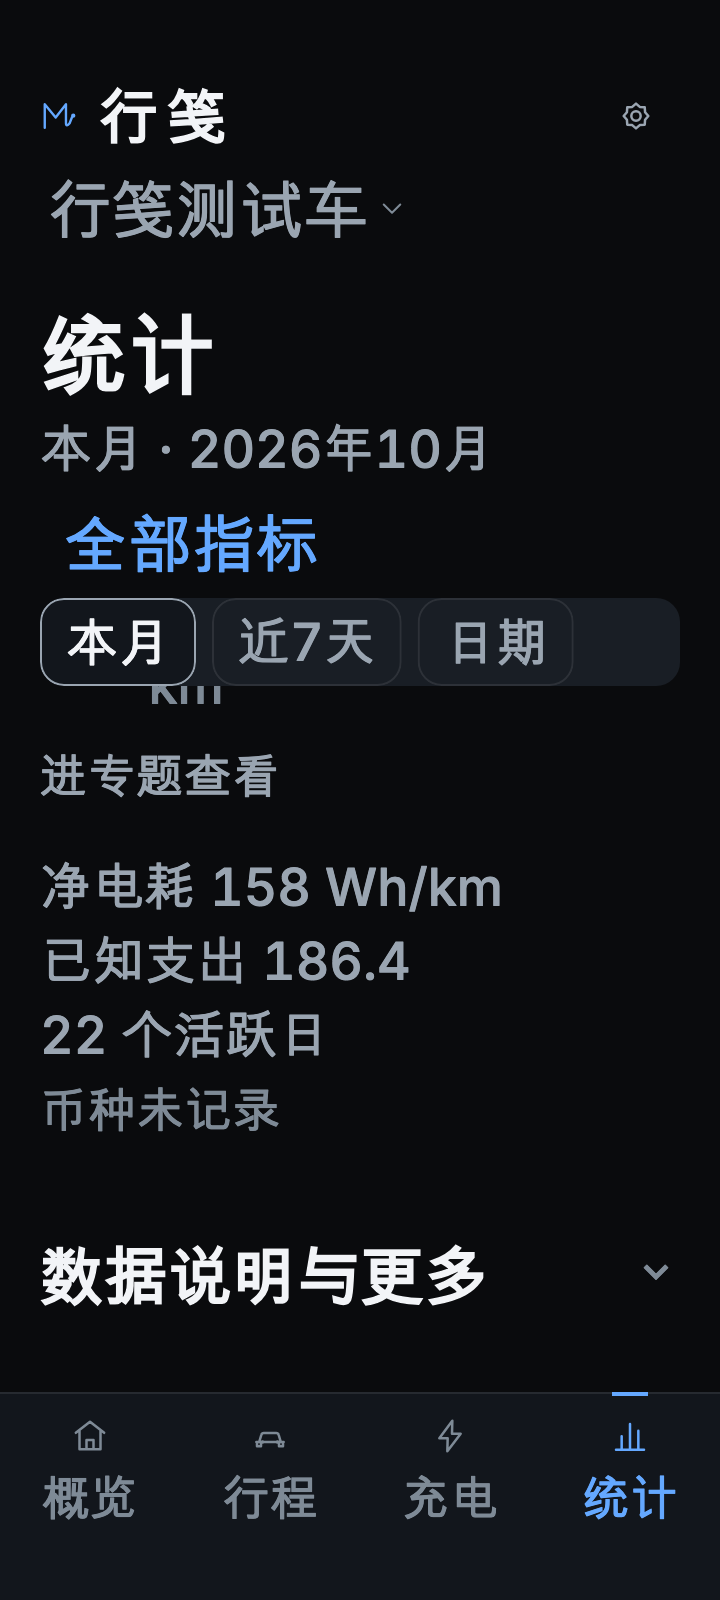 行笺
行笺测试车
统计
本月 · 2026年10月
全部指标
本月 近7天 日期
km
进专题查看
净电耗 158 Wh/km
已知支出 186.4
22 个活跃日
币种未记录
数据说明与更多
概览 行程 充电 统计